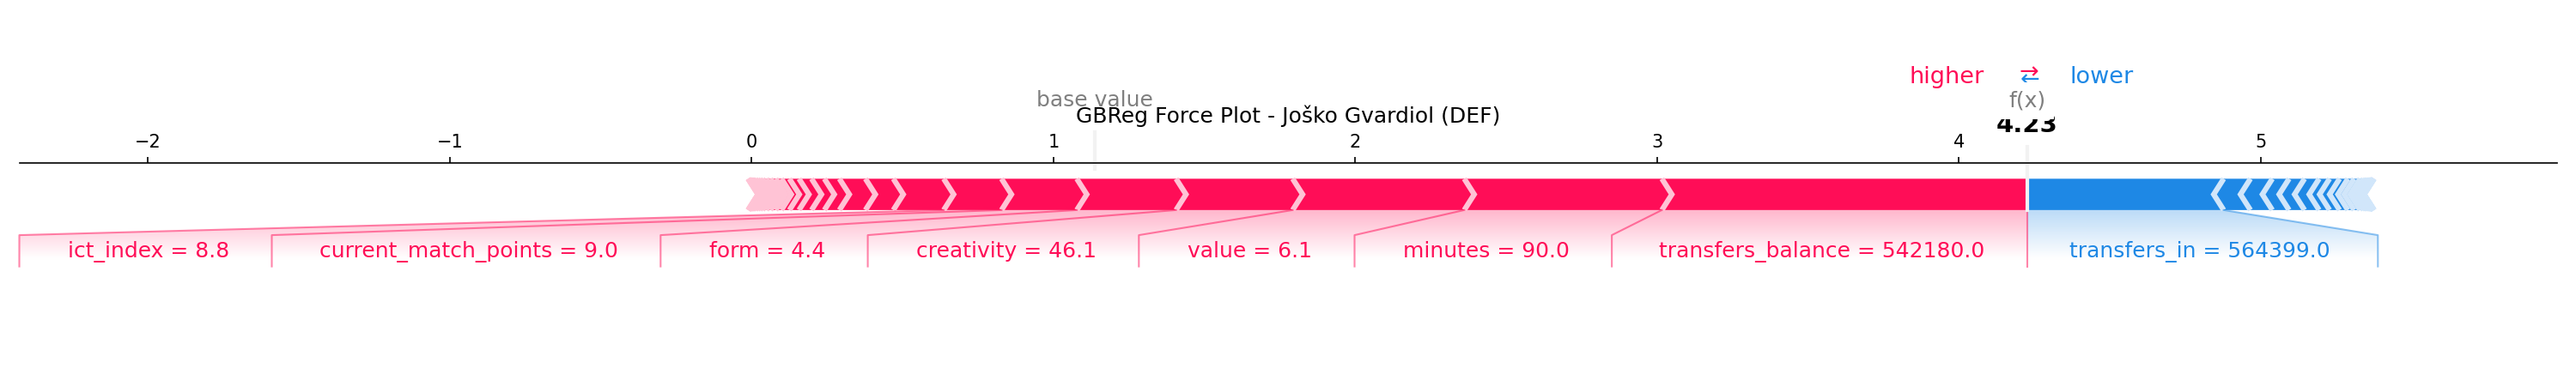 higher ⇄ lower
base value
f(x)
GBReg Force Plot - Joško Gvardiol (DEF)
4.23
−2 −1 0 1 2 3 4 5
ict_index = 8.8 current_match_points = 9.0 form = 4.4 creativity = 46.1 value = 6.1 minutes = 90.0 transfers_balance = 542180.0 transfers_in = 564399.0